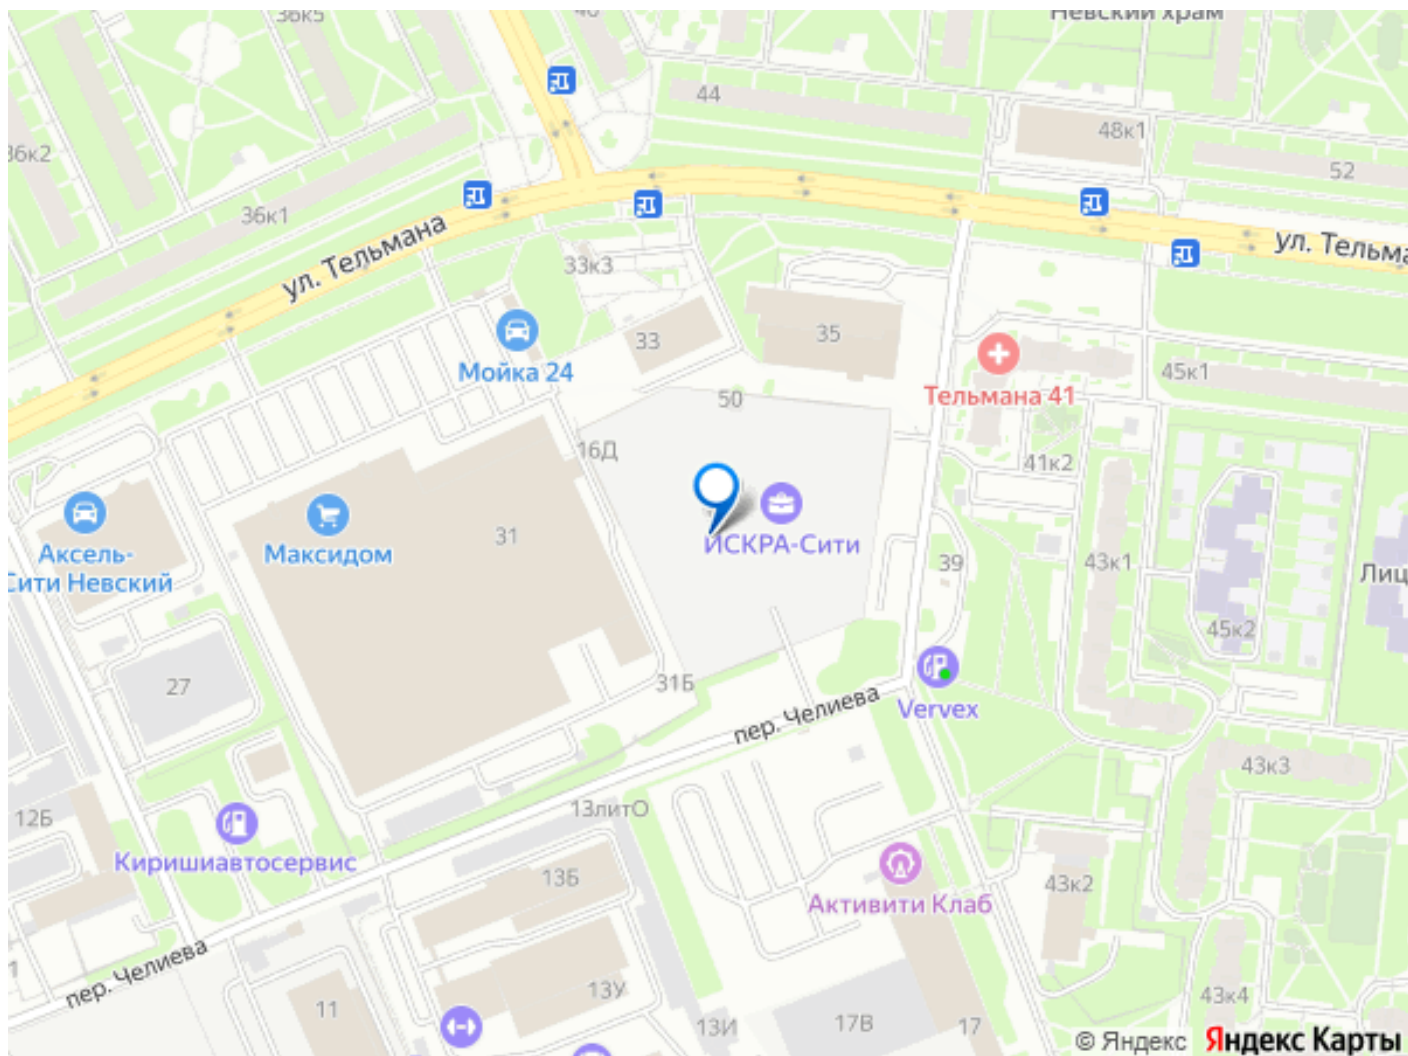 36к5
Невский храм
44
48к1
36к2
52
36к1
ул. Тельмана
ул. Тельма
33к3
33
35
Мойка 24
Тельмана 41
45к1
50
16Д
41к2
31
ИСКРА-Сити
Максидом
Аксель-
Сити Невский
39
43к1
Лиц
45к2
27
31Б
пер. Челиева
Vervex
43к3
13литО
12Б
Киришиавтосервис
13Б
Активити Клаб
43к2
пер. Челиева
11
13У
13И
17В
17
43к4
© Яндекс Яндекс Карты